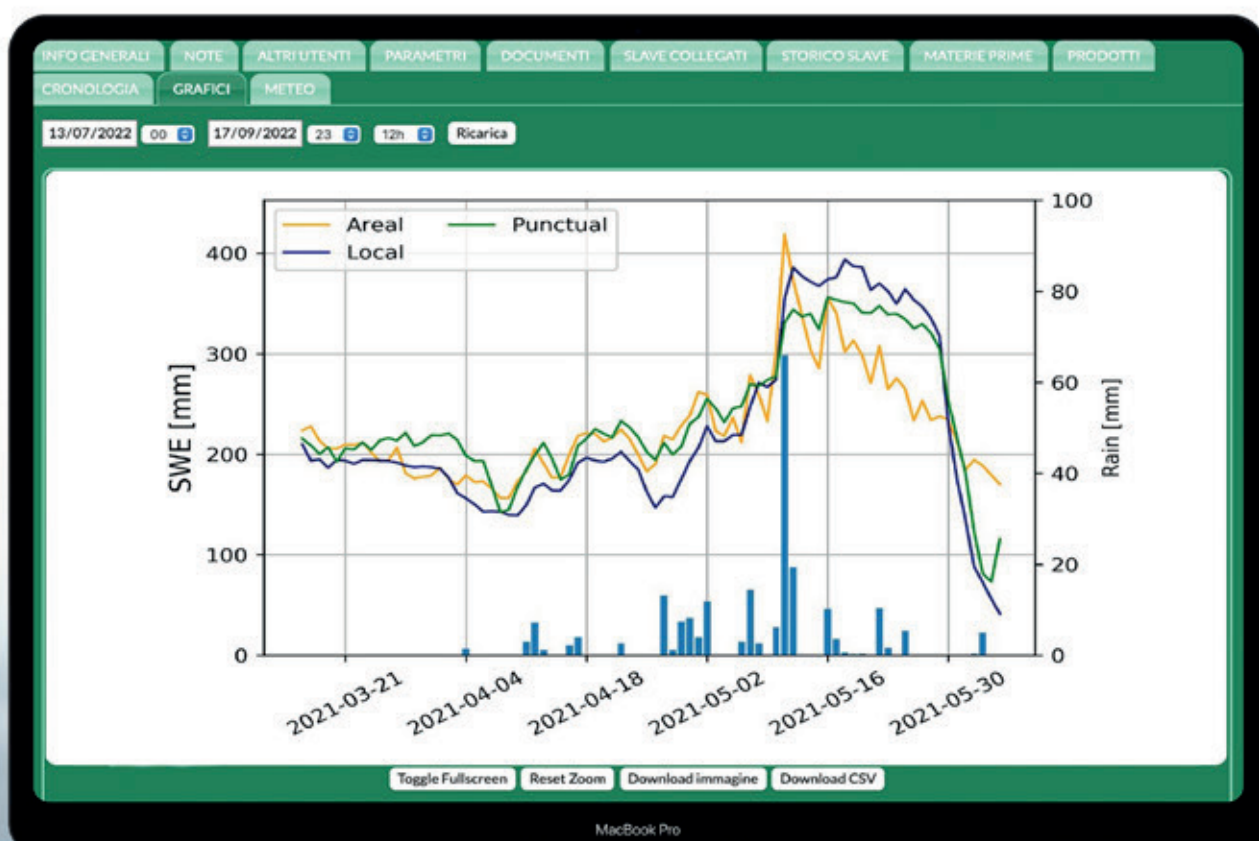 INFO GENERALI NOTE ALTRI UTENTI PARAMETRI DOCUMENTI SLAVE COLLEGATI STORICO SLAVE MATERIE PRIME PRODOTTI
CRONOLOGIA GRAFICI METEO
13/07/2022 00 17/09/2022 23 12h Ricarica
Areal Punctual
Local
SWE [mm]
400
300
200
100
0
100
80
60
40
20
0
Rain [mm]
2021-03-21 2021-04-04 2021-04-18 2021-05-02 2021-05-16 2021-05-30
Toggle Fullscreen Reset Zoom Download immagine Download CSV
MacBook Pro